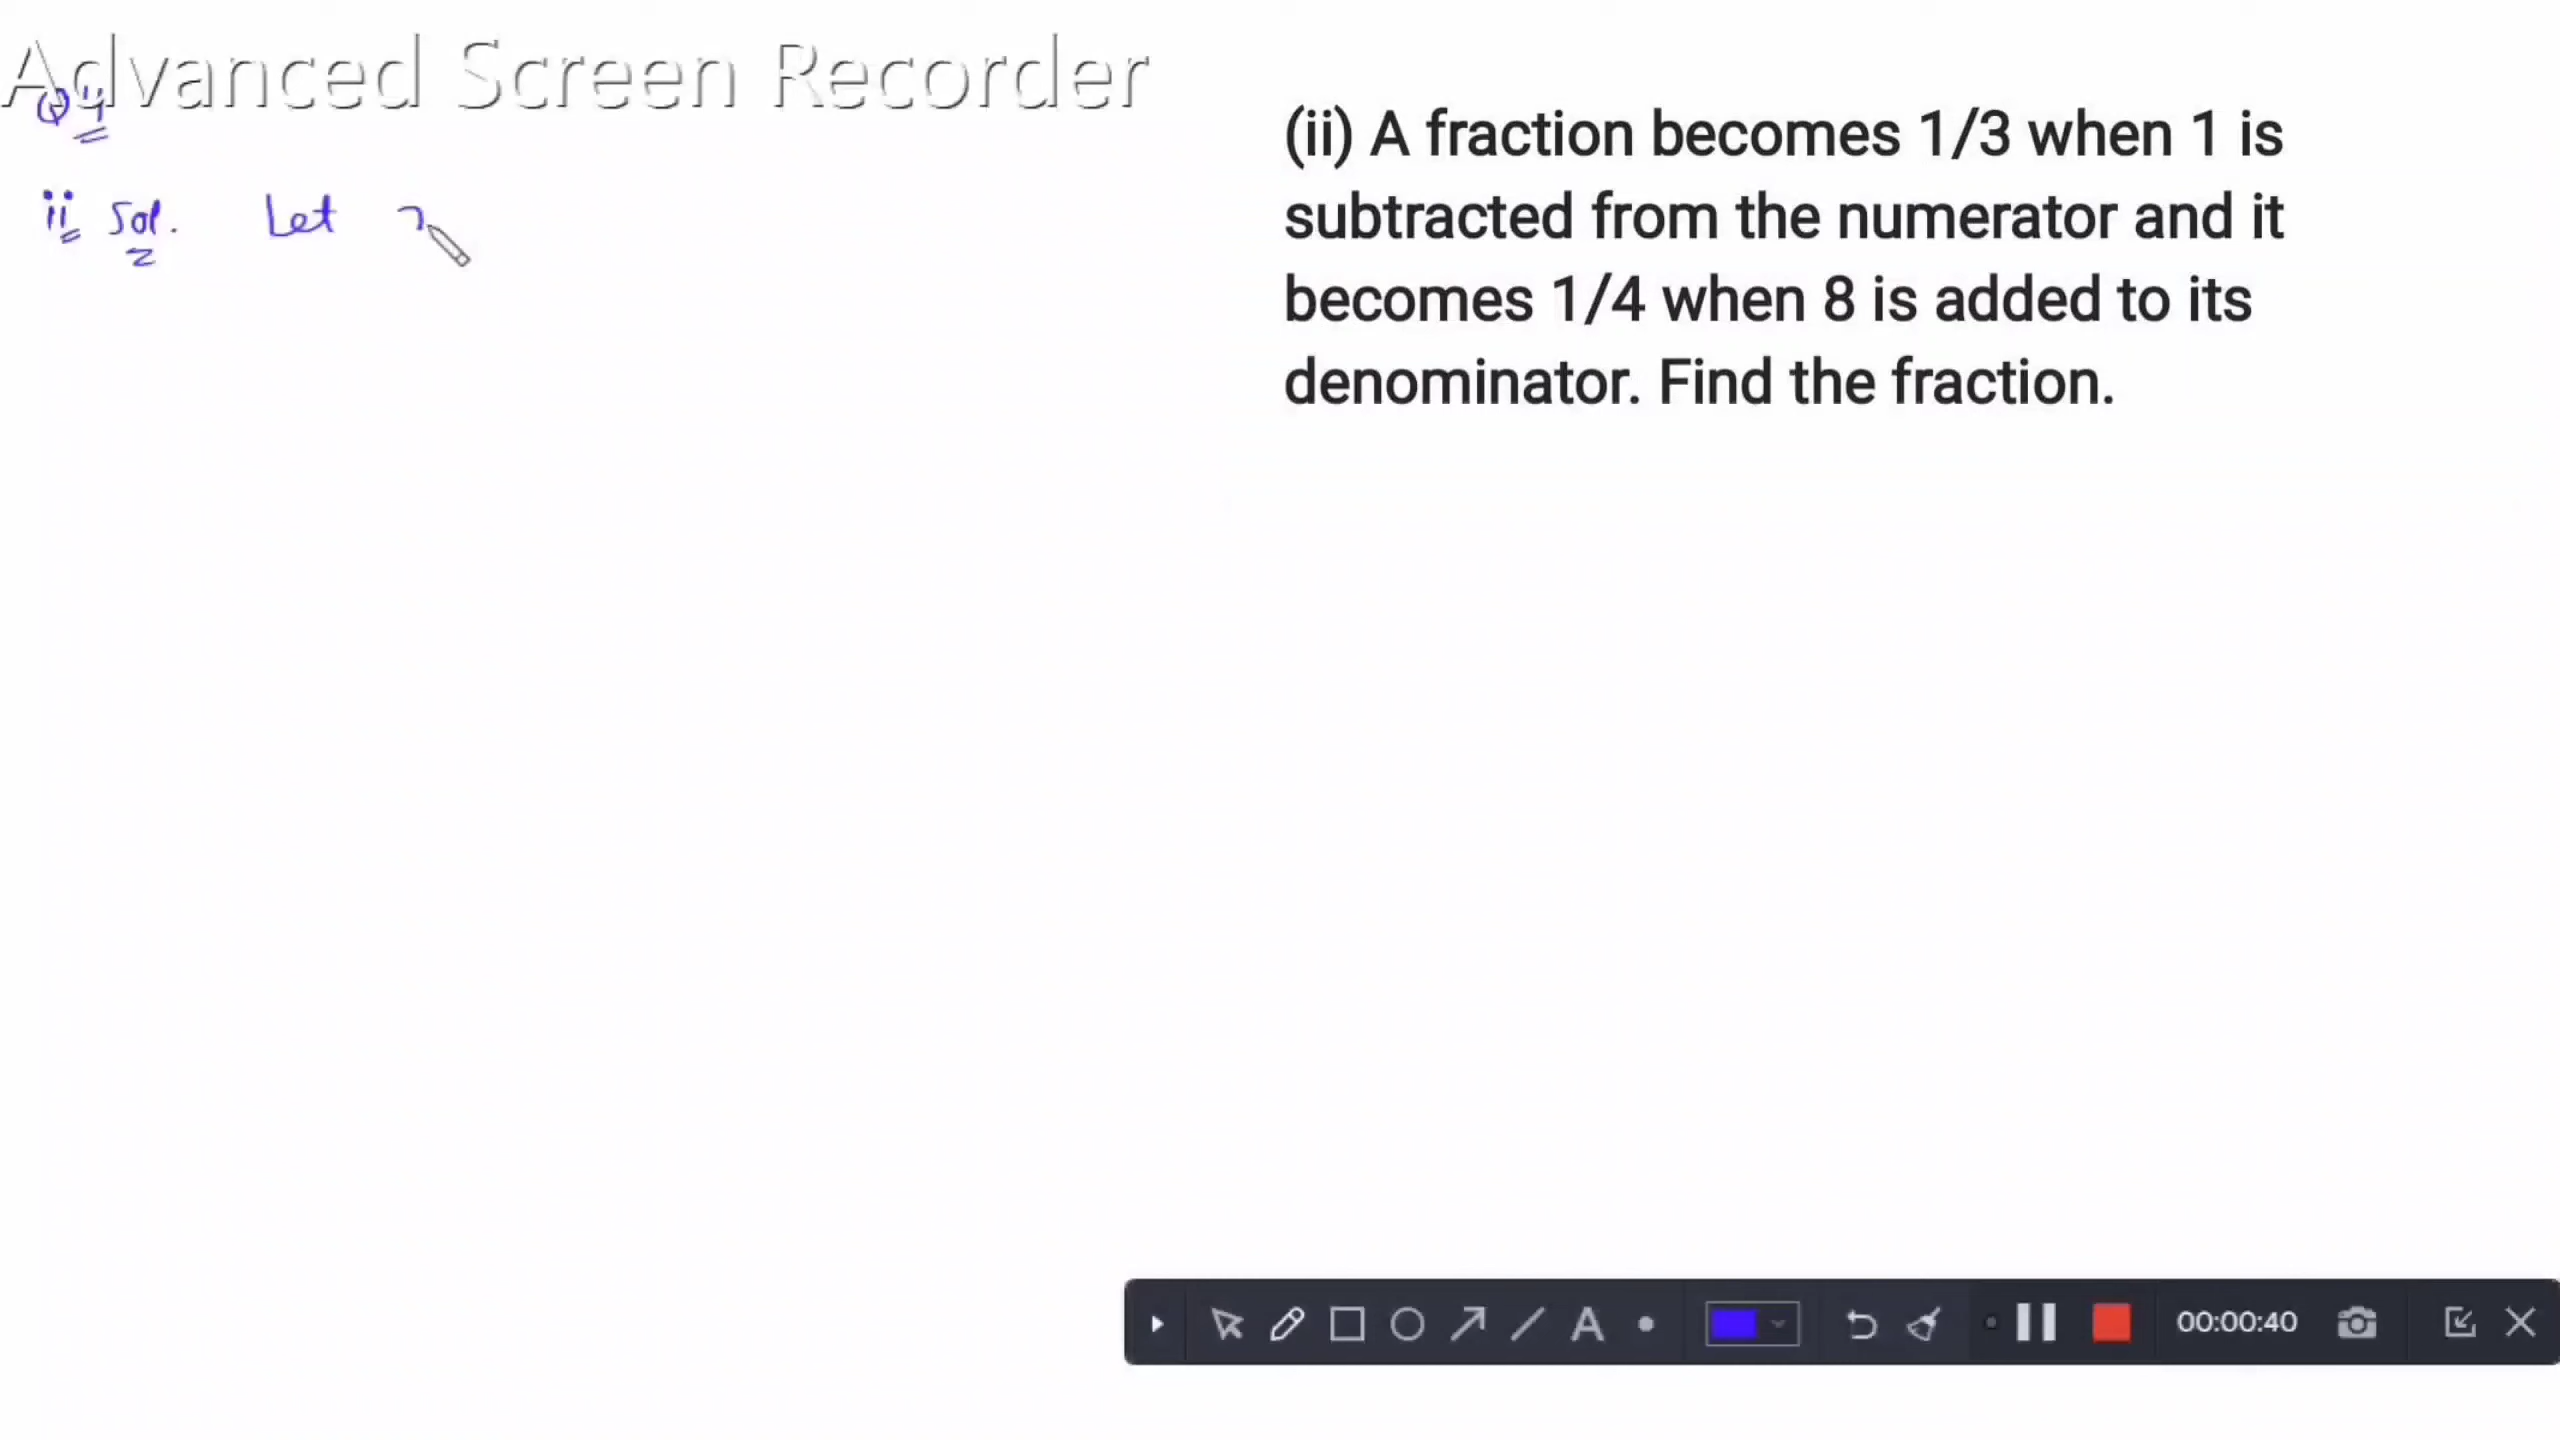 Advanced Screen Recorder
Q4
ii Sol. Let
(ii) A fraction becomes 1/3 when 1 is
subtracted from the numerator and it
becomes 1/4 when 8 is added to its
denominator. Find the fraction.
A
00:00:40